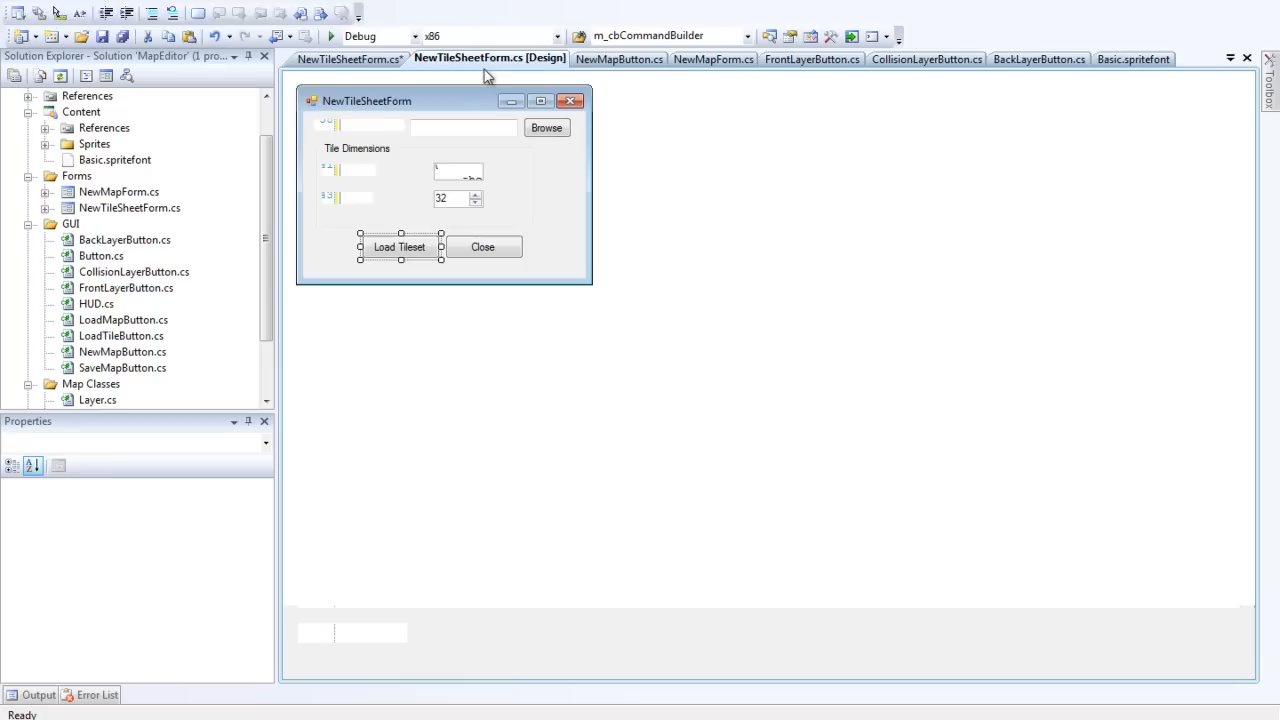 Debug
x86
m_cbCommandBuilder
Solution Explorer - Solution 'MapEditor' (1 pro...
NewTileSheetForm.cs*
NewTileSheetForm.cs [Design]
NewMapButton.cs
NewMapForm.cs
FrontLayerButton.cs
CollisionLayerButton.cs
BackLayerButton.cs
Basic.spritefont
Toolbox
References
Content
References
Sprites
Basic.spritefont
Forms
NewMapForm.cs
NewTileSheetForm.cs
GUI
BackLayerButton.cs
Button.cs
CollisionLayerButton.cs
FrontLayerButton.cs
HUD.cs
LoadMapButton.cs
LoadTileButton.cs
NewMapButton.cs
SaveMapButton.cs
Map Classes
Layer.cs
NewTileSheetForm
Browse
Tile Dimensions
32
Load Tileset
Close
Properties
Output
Error List
Ready